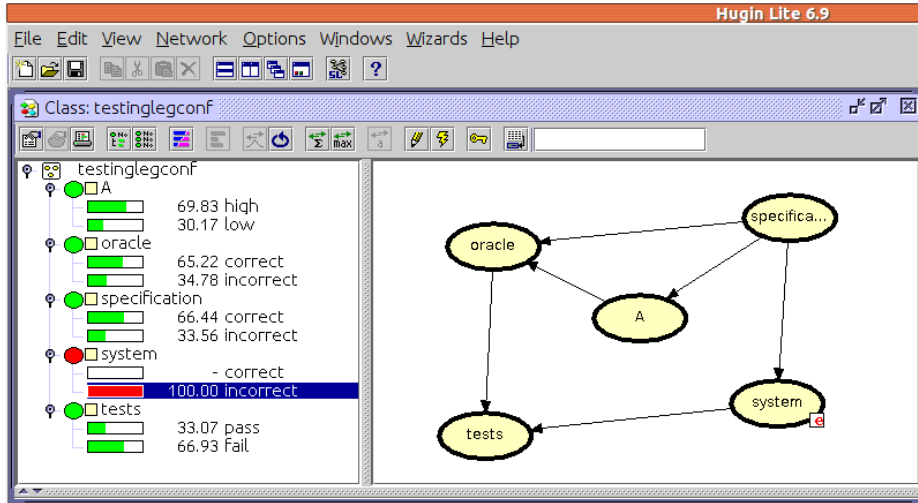 Hugin Lite 6.9
File Edit View Network Options Windows Wizards Help
Class: testinglegconf
testinglegconf
A
69.83 high
30.17 low
oracle
65.22 correct
34.78 incorrect
specification
66.44 correct
33.56 incorrect
system
- correct
100.00 incorrect
tests
33.07 pass
66.93 fail
specifica...
oracle
A
system
e
tests